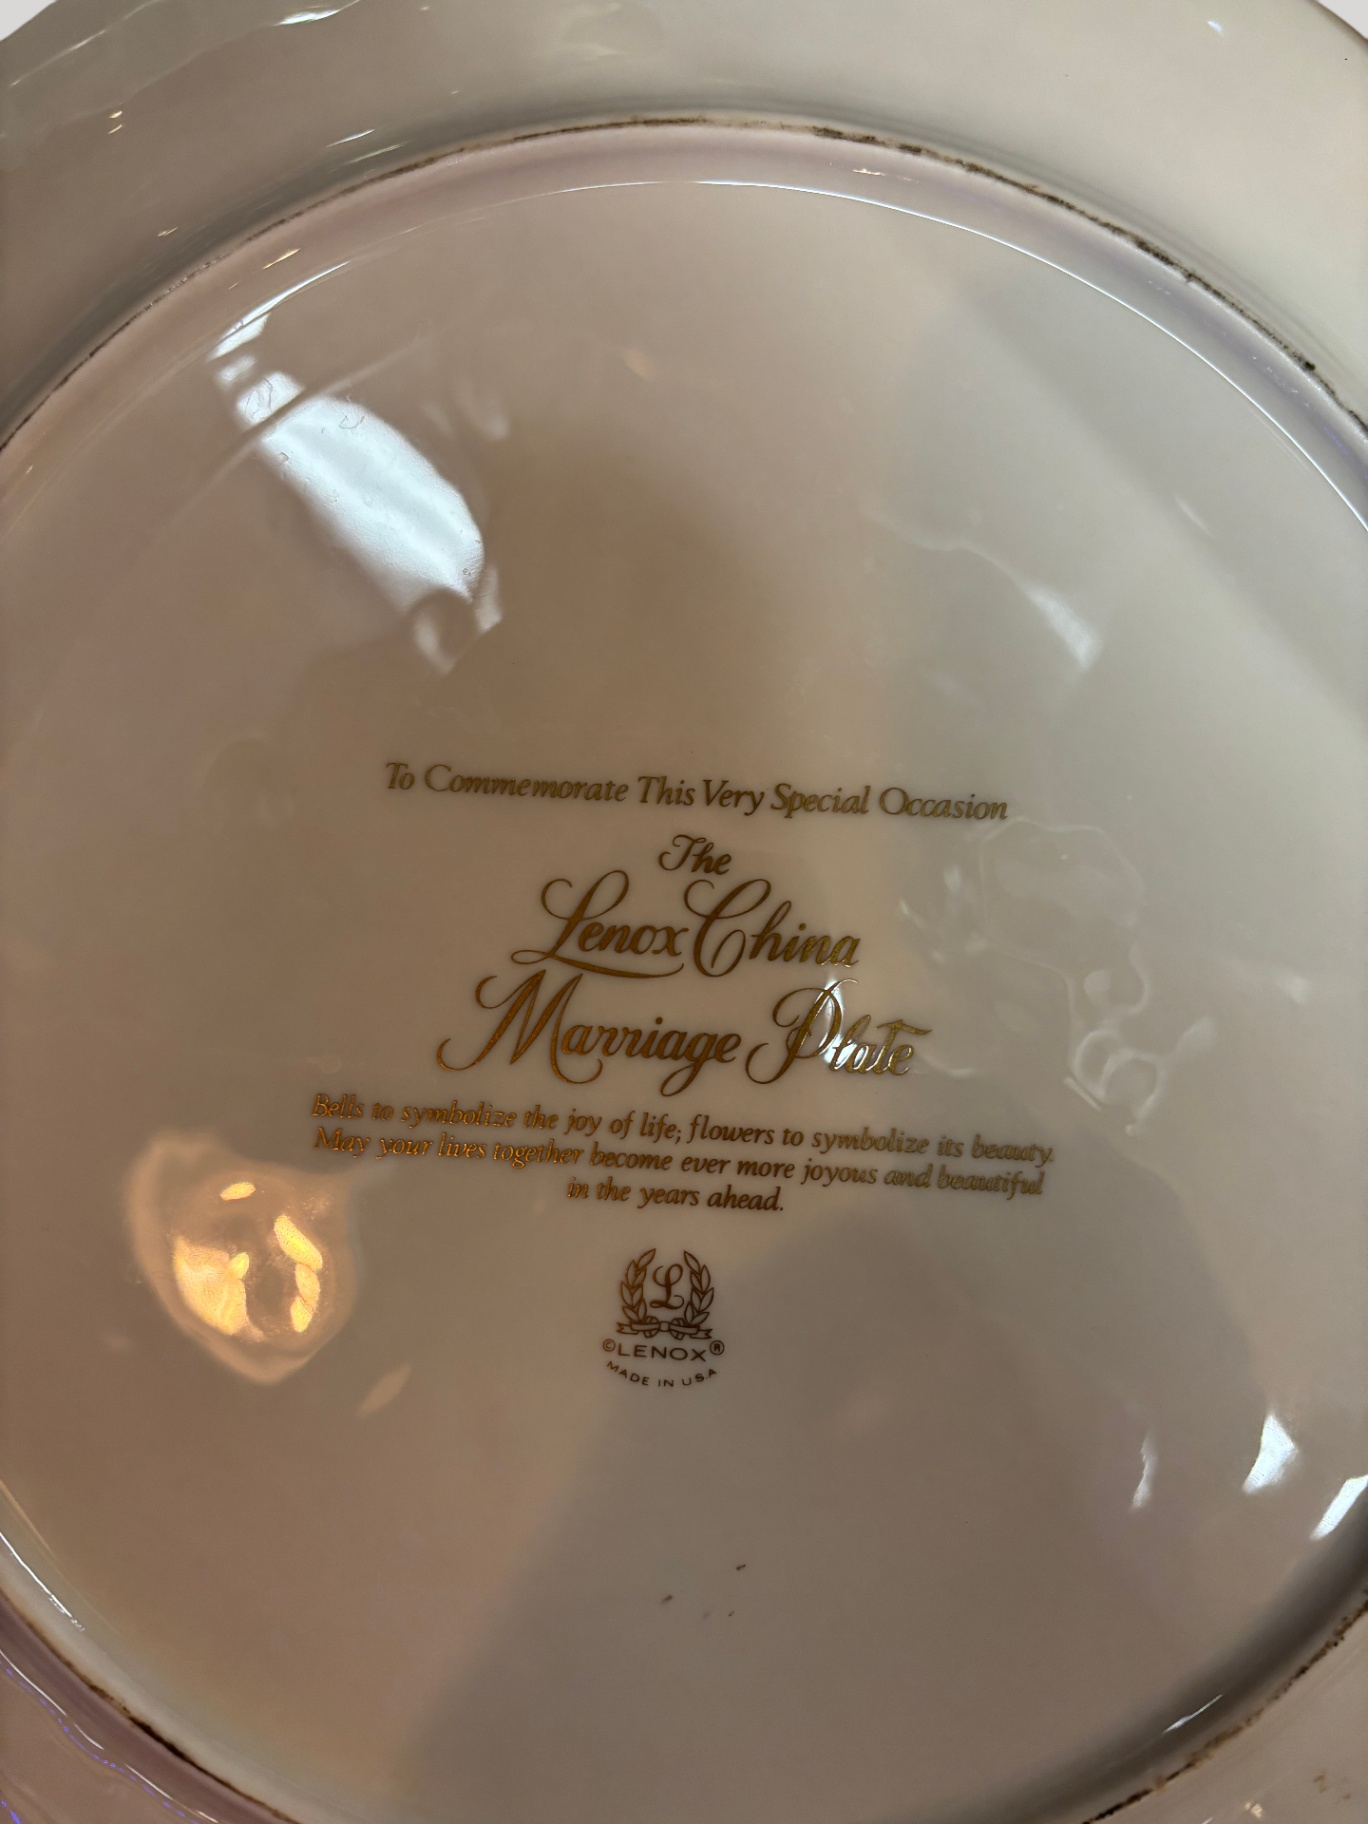 To Commemorate This Very Special Occasion
The
Lenox China
Marriage Plate
Bells to symbolize the joy of life; flowers to symbolize its beauty.
May your lives together become ever more joyous and beautiful
in the years ahead.
L
©LENOX®
MADE IN USA